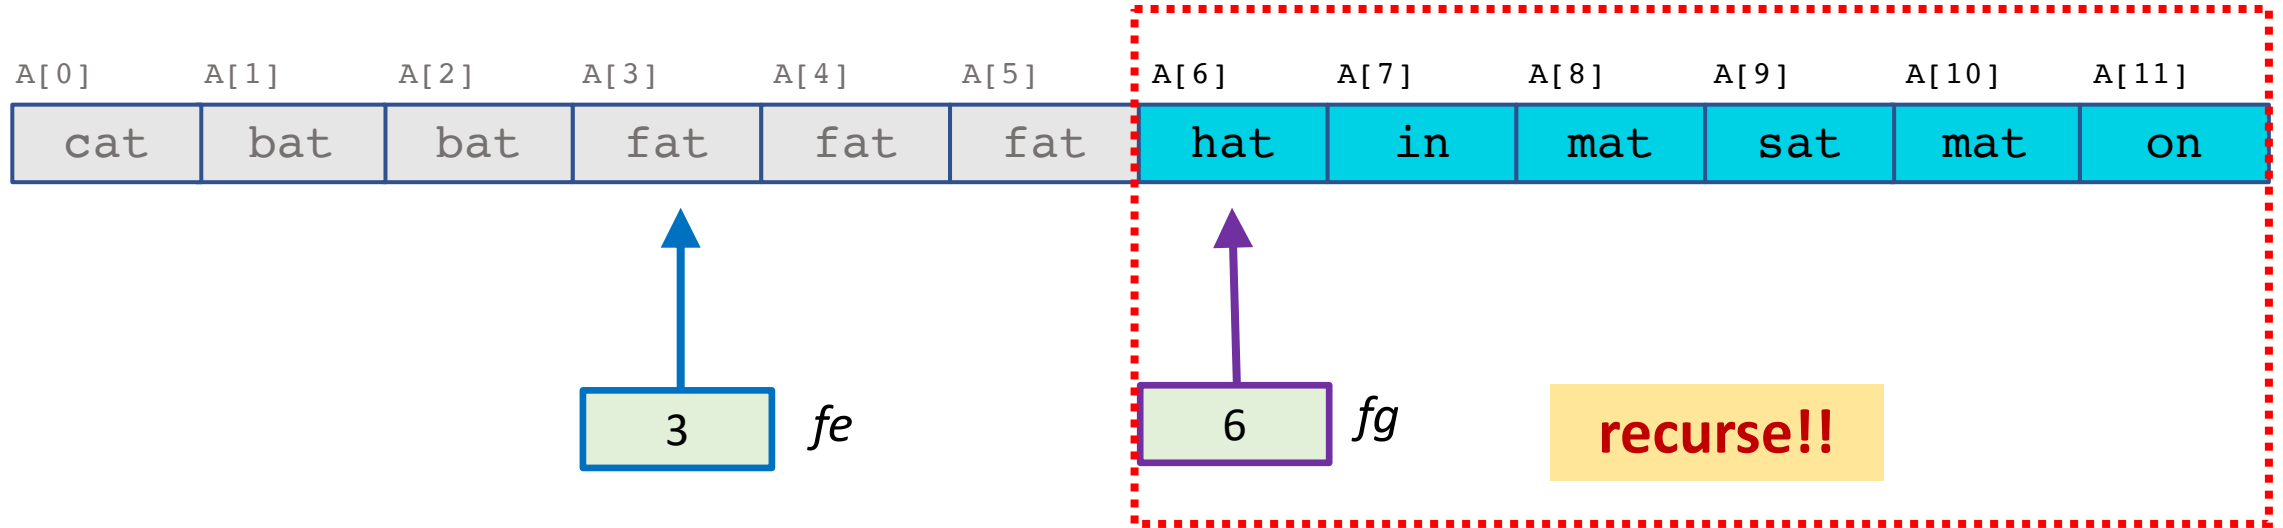 A[0] A[1] A[2] A[3] A[4] A[5] A[6] A[7] A[8] A[9] A[10] A[11]
cat bat bat fat fat fat hat in mat sat mat on
3 fe 6 fg recurse!!